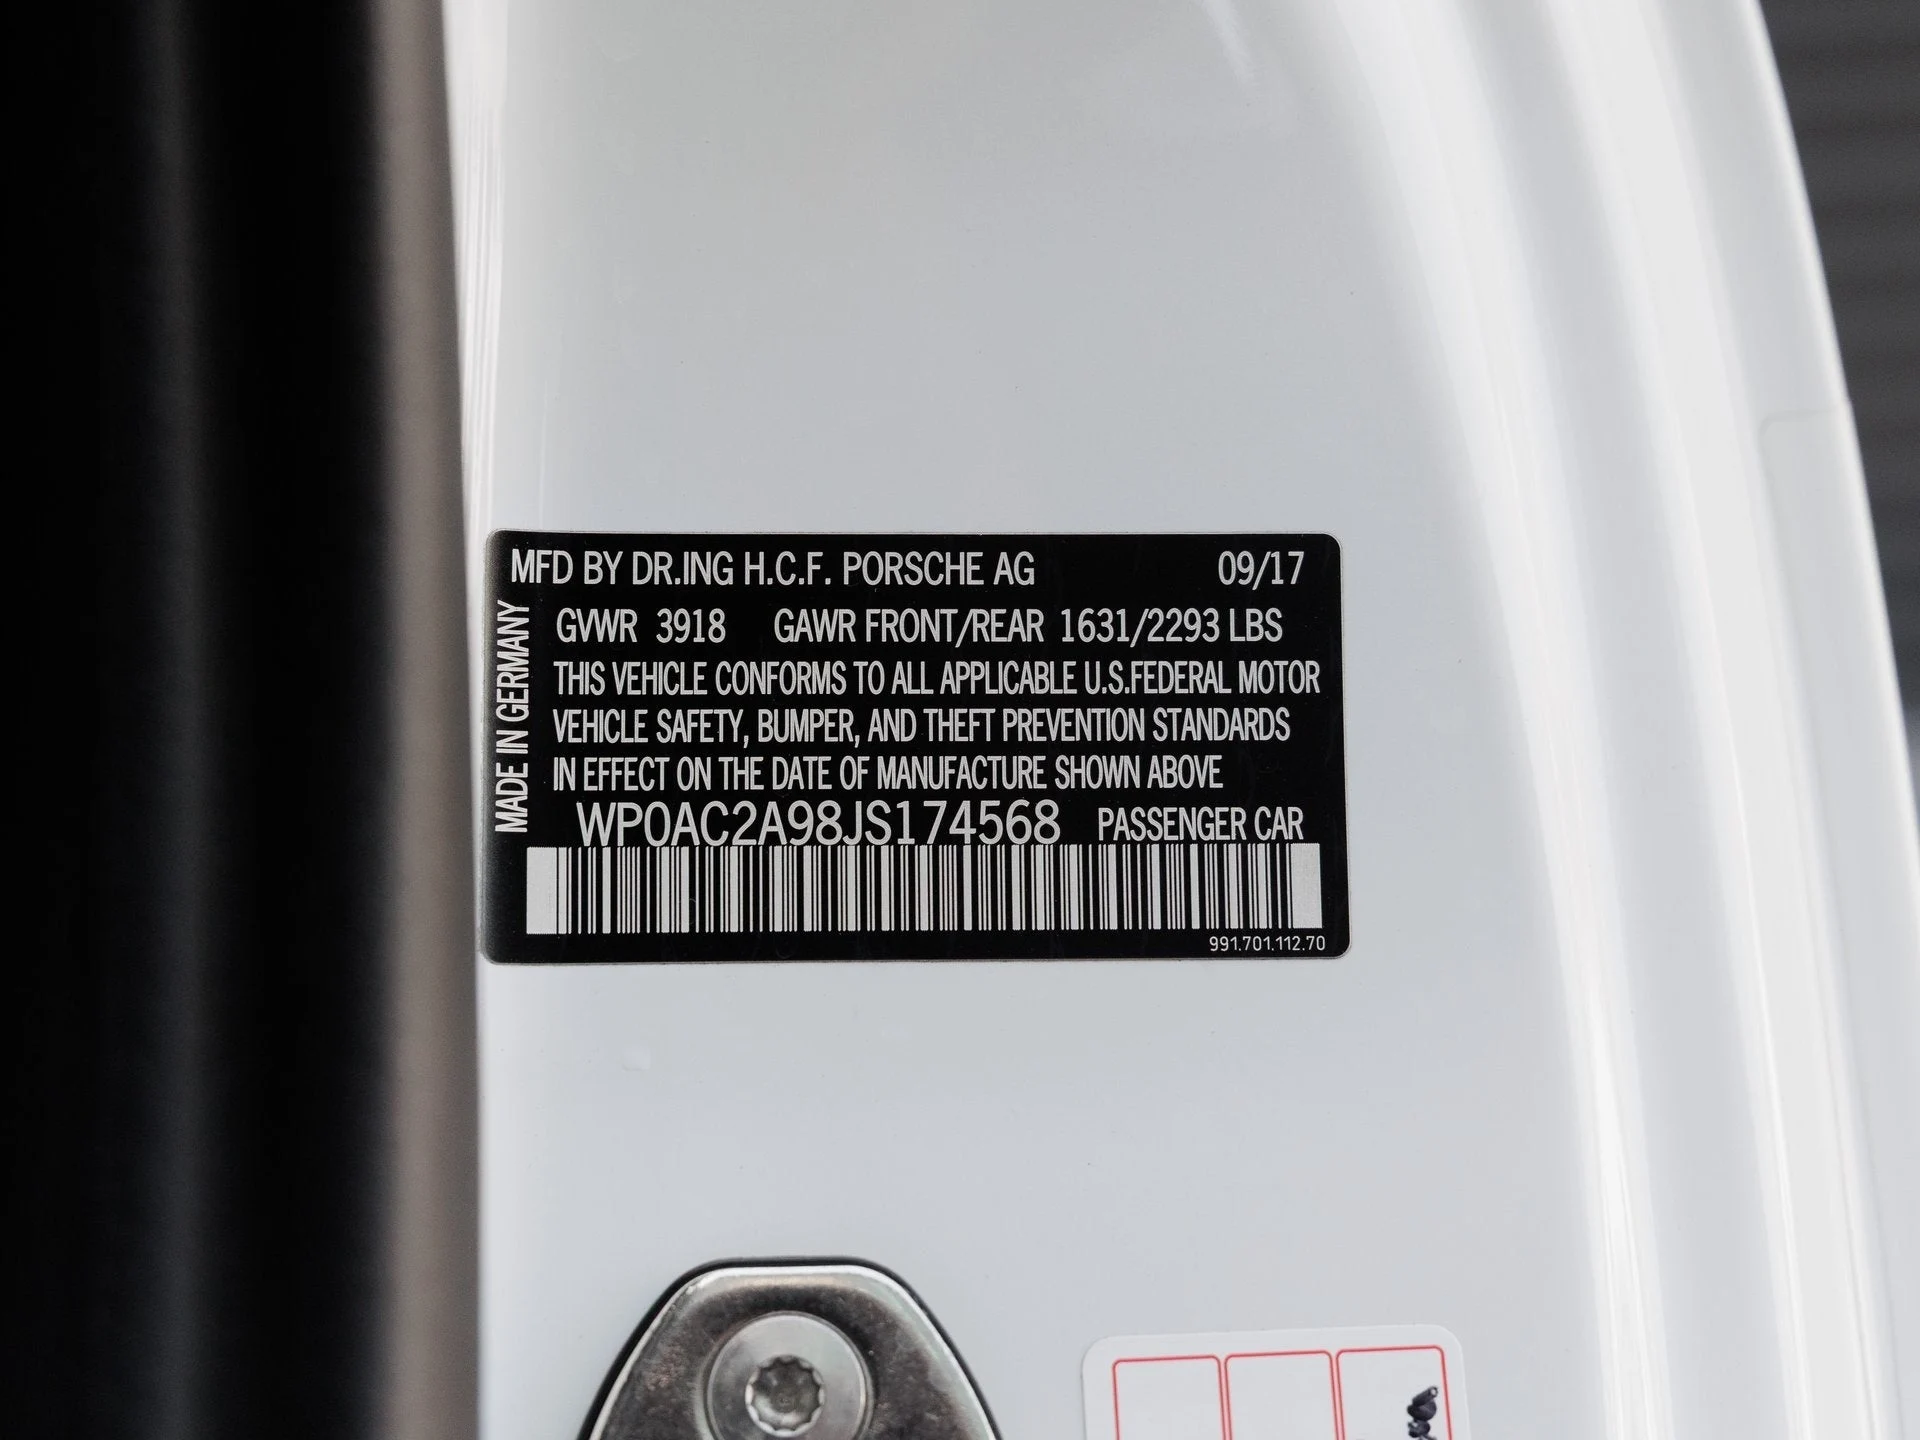 MFD BY DR.ING H.C.F. PORSCHE AG 09/17
MADE IN GERMANY
GVWR 3918 GAWR FRONT/REAR 1631/2293 LBS
THIS VEHICLE CONFORMS TO ALL APPLICABLE U.S.FEDERAL MOTOR
VEHICLE SAFETY, BUMPER, AND THEFT PREVENTION STANDARDS
IN EFFECT ON THE DATE OF MANUFACTURE SHOWN ABOVE
WP0AC2A98JS174568 PASSENGER CAR
991.701.112.70